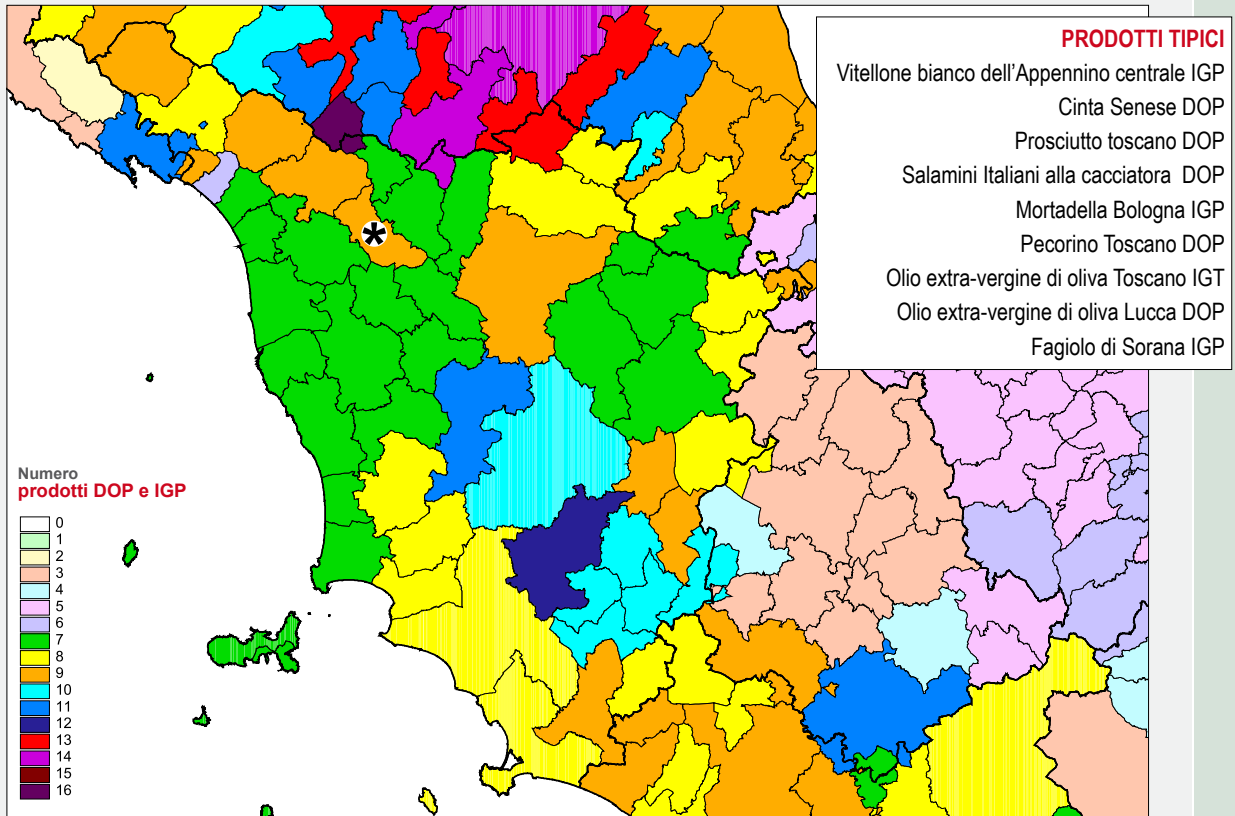 PRODOTTI TIPICI
Vitellone bianco dell'Appennino centrale IGP
Cinta Senese DOP
Prosciutto toscano DOP
Salamini Italiani alla cacciatora DOP
Mortadella Bologna IGP
Pecorino Toscano DOP
Olio extra-vergine di oliva Toscano IGT
Olio extra-vergine di oliva Lucca DOP
Fagiolo di Sorana IGP
*
Numero
prodotti DOP e IGP
0
1
2
3
4
5
6
7
8
9
10
11
12
13
14
15
16